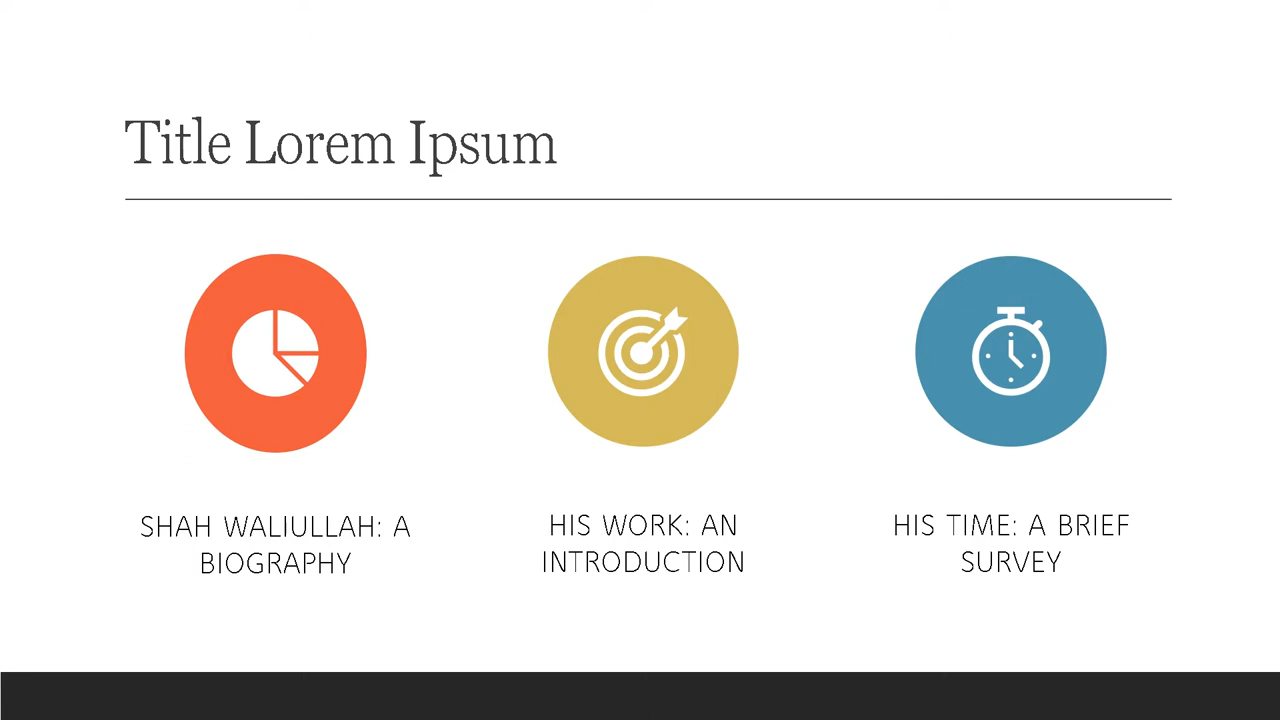 Title Lorem Ipsum
SHAH WALIULLAH: A
BIOGRAPHY
HIS WORK: AN
INTRODUCTION
HIS TIME: A BRIEF
SURVEY